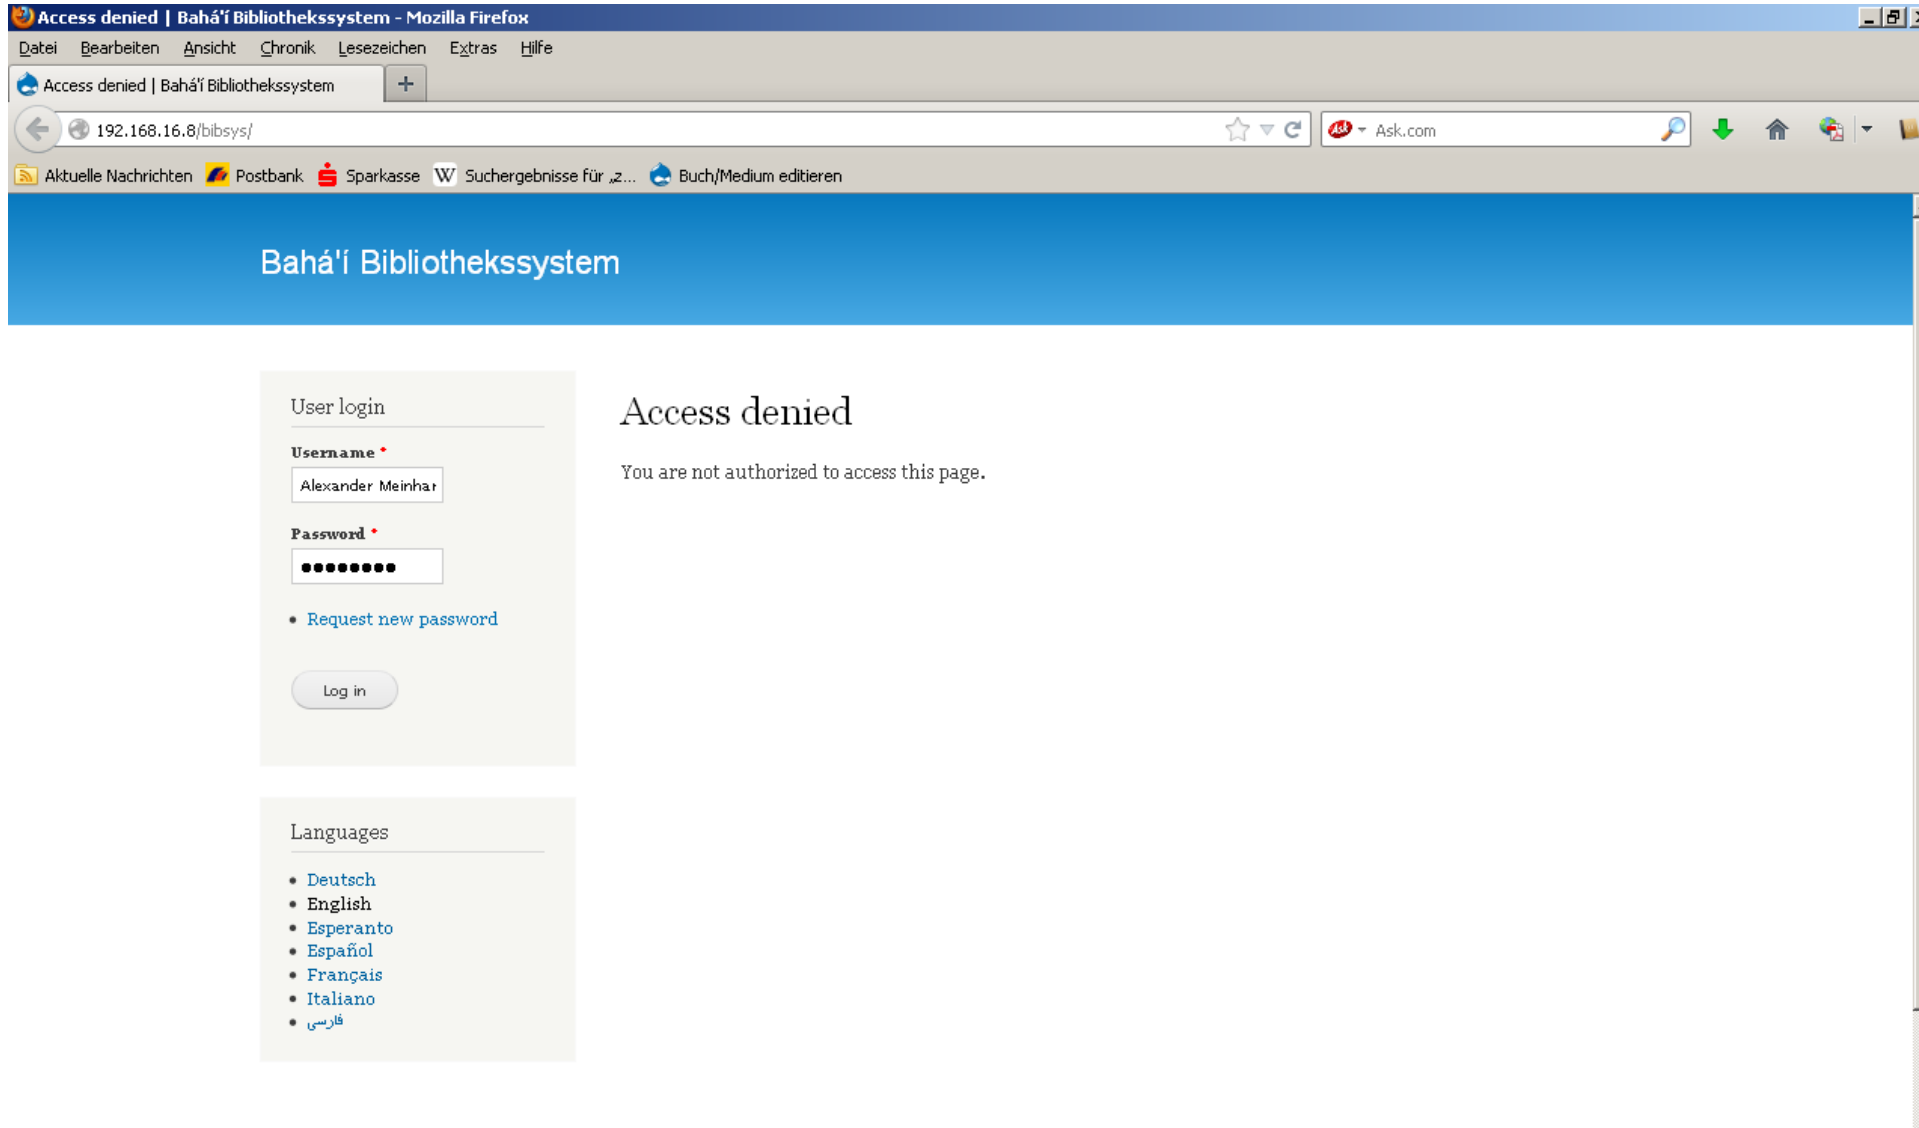 Access denied | Bahá'í Bibliothekssystem - Mozilla Firefox
Datei Bearbeiten Ansicht Chronik Lesezeichen Extras Hilfe
Access denied | Bahá'í Bibliothekssystem
192.168.16.8/bibsys/
Ask.com
Aktuelle Nachrichten Postbank Sparkasse W Suchergebnisse für „z... Buch/Medium editieren
Bahá'í Bibliothekssystem
User login
Username *
Alexander Meinhar
Password *
Request new password
Log in
Access denied
You are not authorized to access this page.
Languages
Deutsch
English
Esperanto
Español
Français
Italiano
فارسی